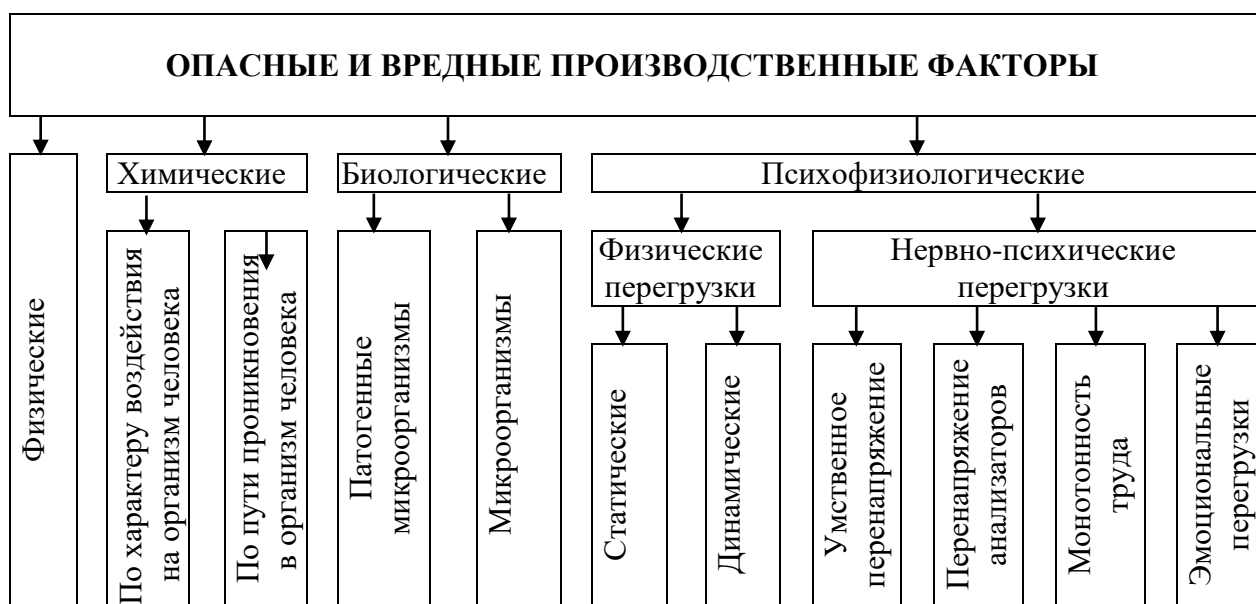 ОПАСНЫЕ И ВРЕДНЫЕ ПРОИЗВОДСТВЕННЫЕ ФАКТОРЫ
Физические
Химические
По характеру воздействия
на организм человека
По пути проникновения
в организм человека
Биологические
Патогенные
микроорганизмы
Микроорганизмы
Психофизиологические
Физические
перегрузки
Статические
Динамические
Нервно-психические
перегрузки
Умственное
перенапряжение
Перенапряжение
анализаторов
Монотонность
труда
Эмоциональные
перегрузки